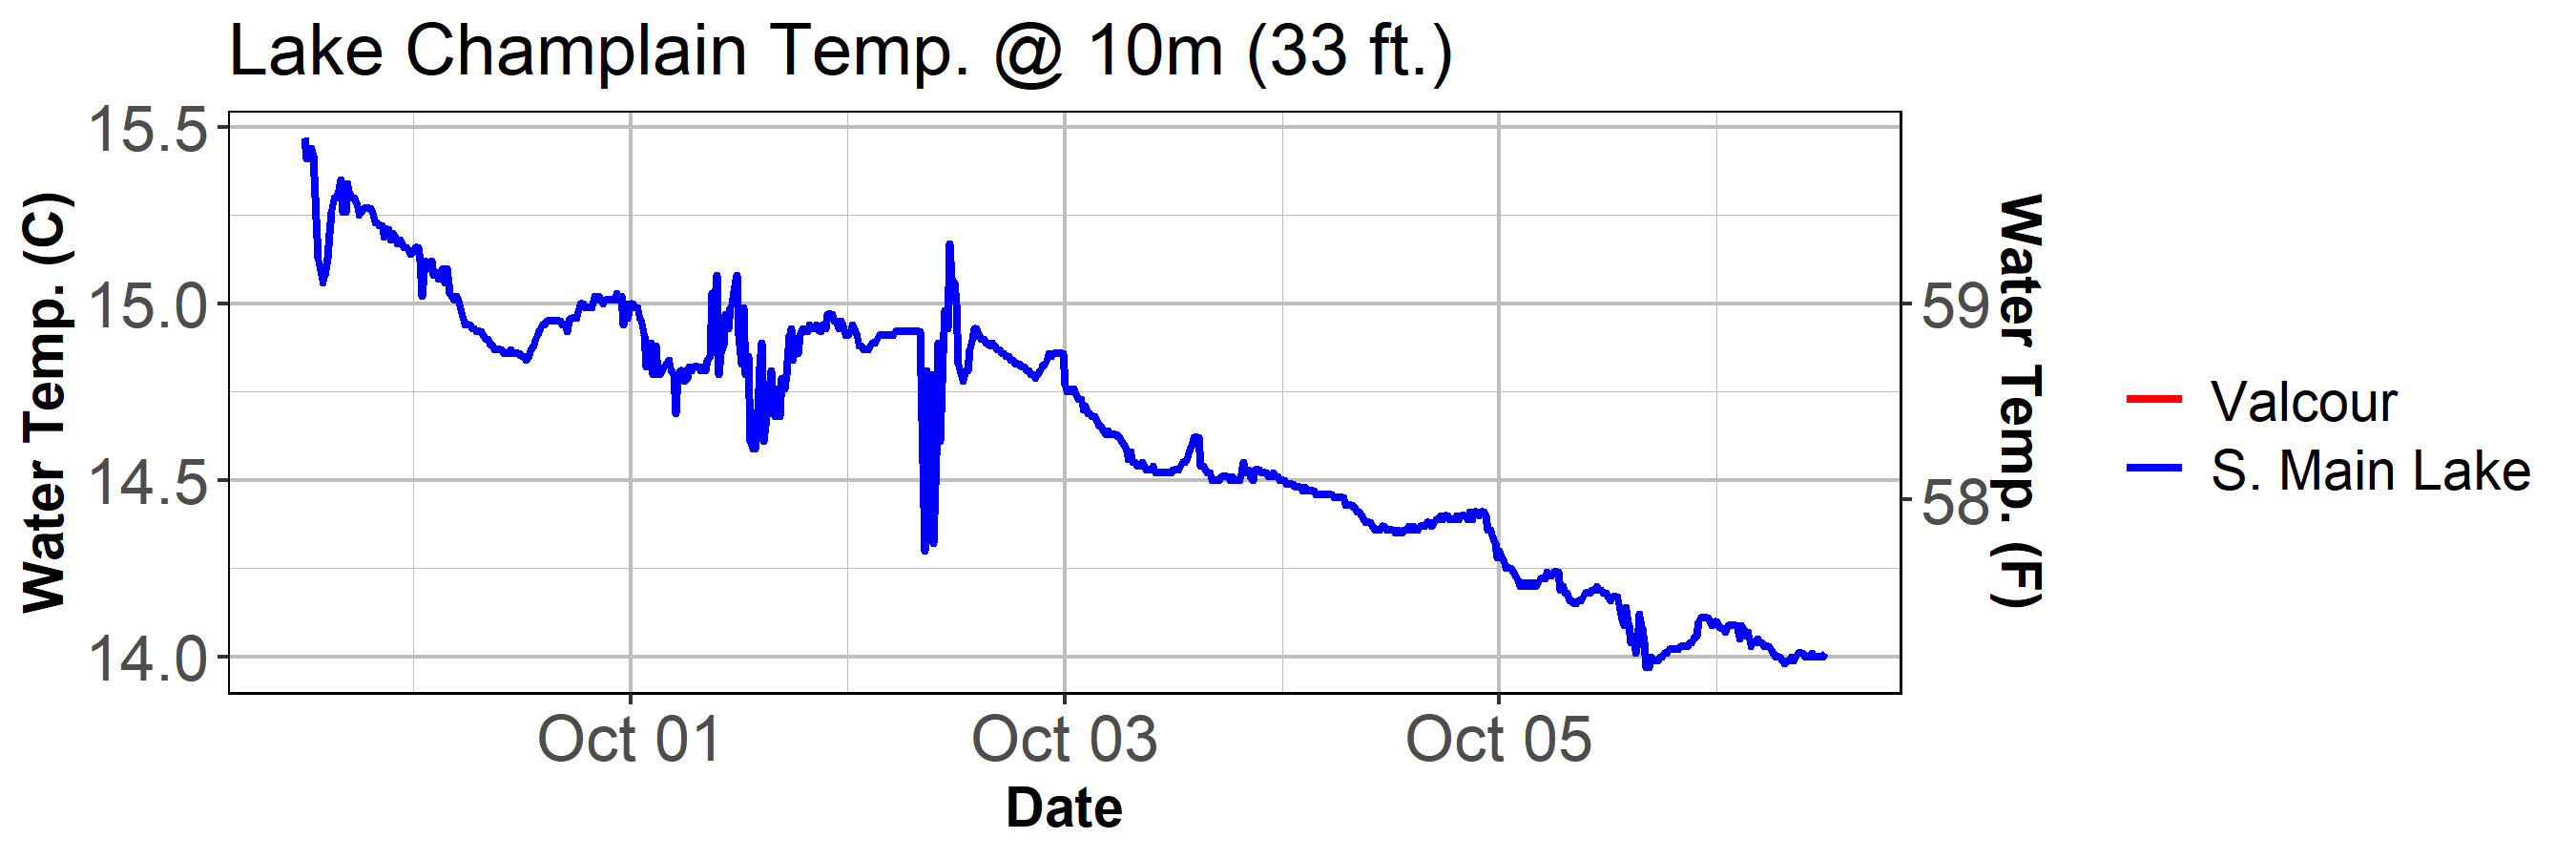 Lake Champlain Temp. @ 10m (33 ft.)
Water Temp. (C)
15.5
15.0
14.5
14.0
Oct 01
Oct 03
Oct 05
Date
59
58
Water Temp. (F)
Valcour
S. Main Lake